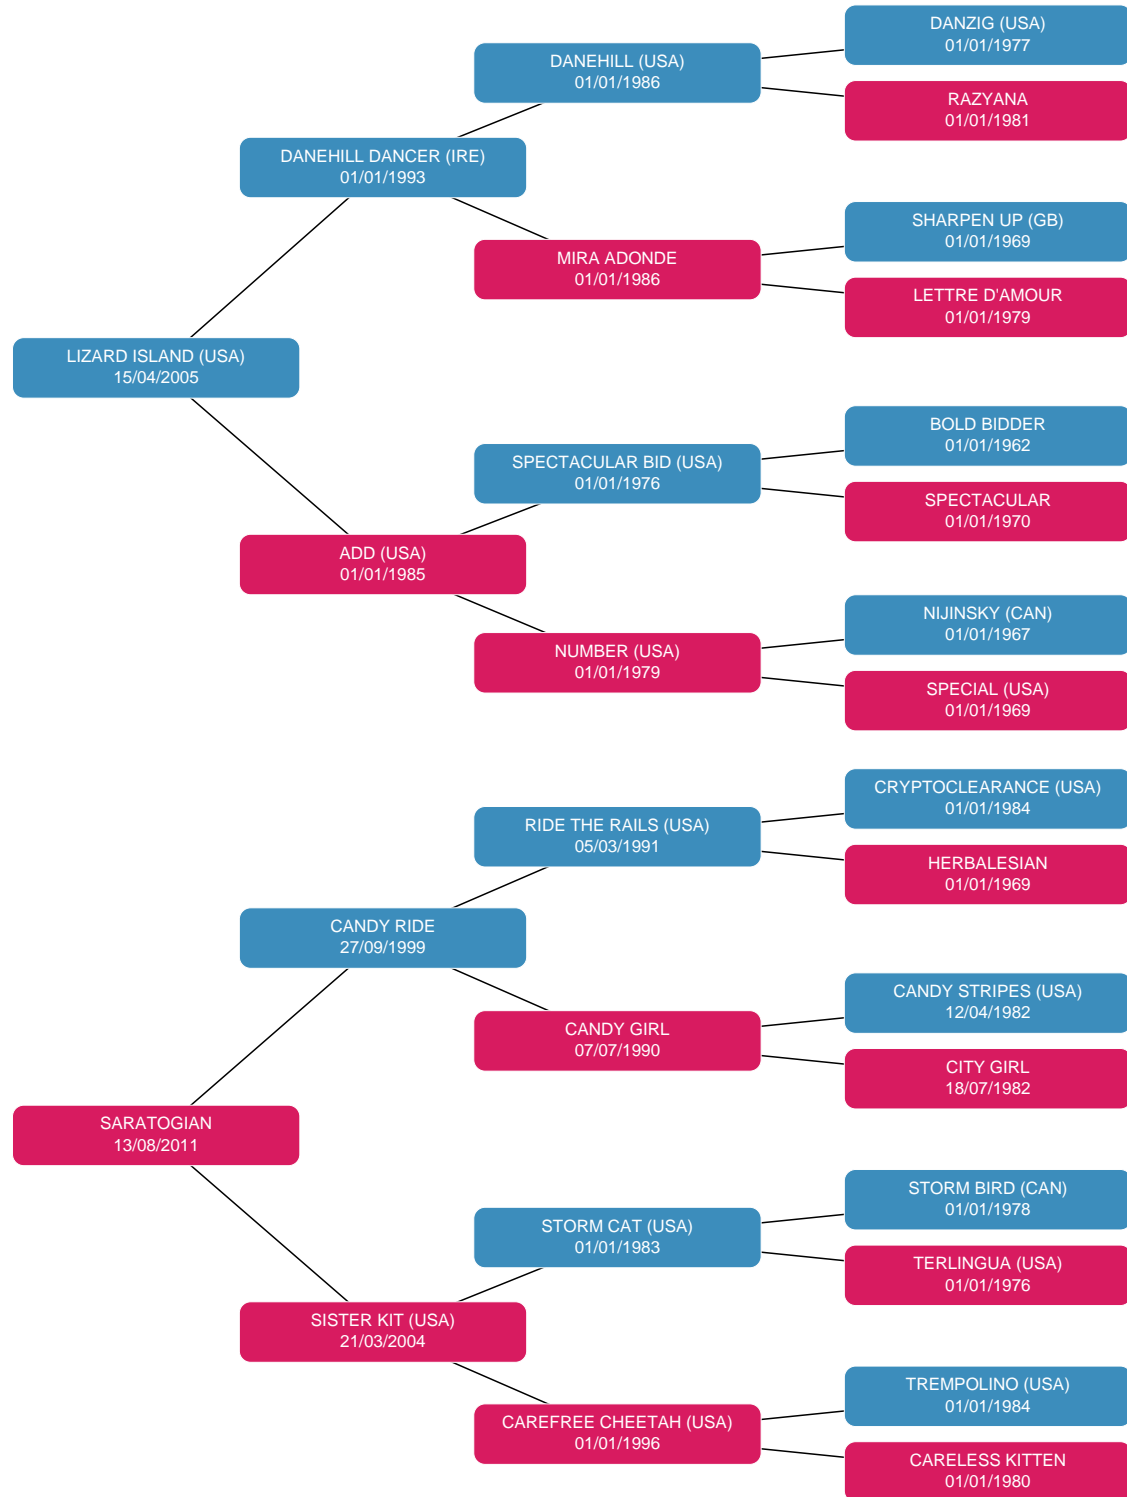 DANZIG (USA)
01/01/1977
DANEHILL (USA)
01/01/1986
RAZYANA
01/01/1981
DANEHILL DANCER (IRE)
01/01/1993
SHARPEN UP (GB)
01/01/1969
MIRA ADONDE
01/01/1986
LETTRE D'AMOUR
01/01/1979
LIZARD ISLAND (USA)
15/04/2005
BOLD BIDDER
01/01/1962
SPECTACULAR BID (USA)
01/01/1976
SPECTACULAR
01/01/1970
ADD (USA)
01/01/1985
NIJINSKY (CAN)
01/01/1967
NUMBER (USA)
01/01/1979
SPECIAL (USA)
01/01/1969
CRYPTOCLEARANCE (USA)
01/01/1984
RIDE THE RAILS (USA)
05/03/1991
HERBALESIAN
01/01/1969
CANDY RIDE
27/09/1999
CANDY STRIPES (USA)
12/04/1982
CANDY GIRL
07/07/1990
CITY GIRL
18/07/1982
SARATOGIAN
13/08/2011
STORM BIRD (CAN)
01/01/1978
STORM CAT (USA)
01/01/1983
TERLINGUA (USA)
01/01/1976
SISTER KIT (USA)
21/03/2004
TREMPOLINO (USA)
01/01/1984
CAREFREE CHEETAH (USA)
01/01/1996
CARELESS KITTEN
01/01/1980